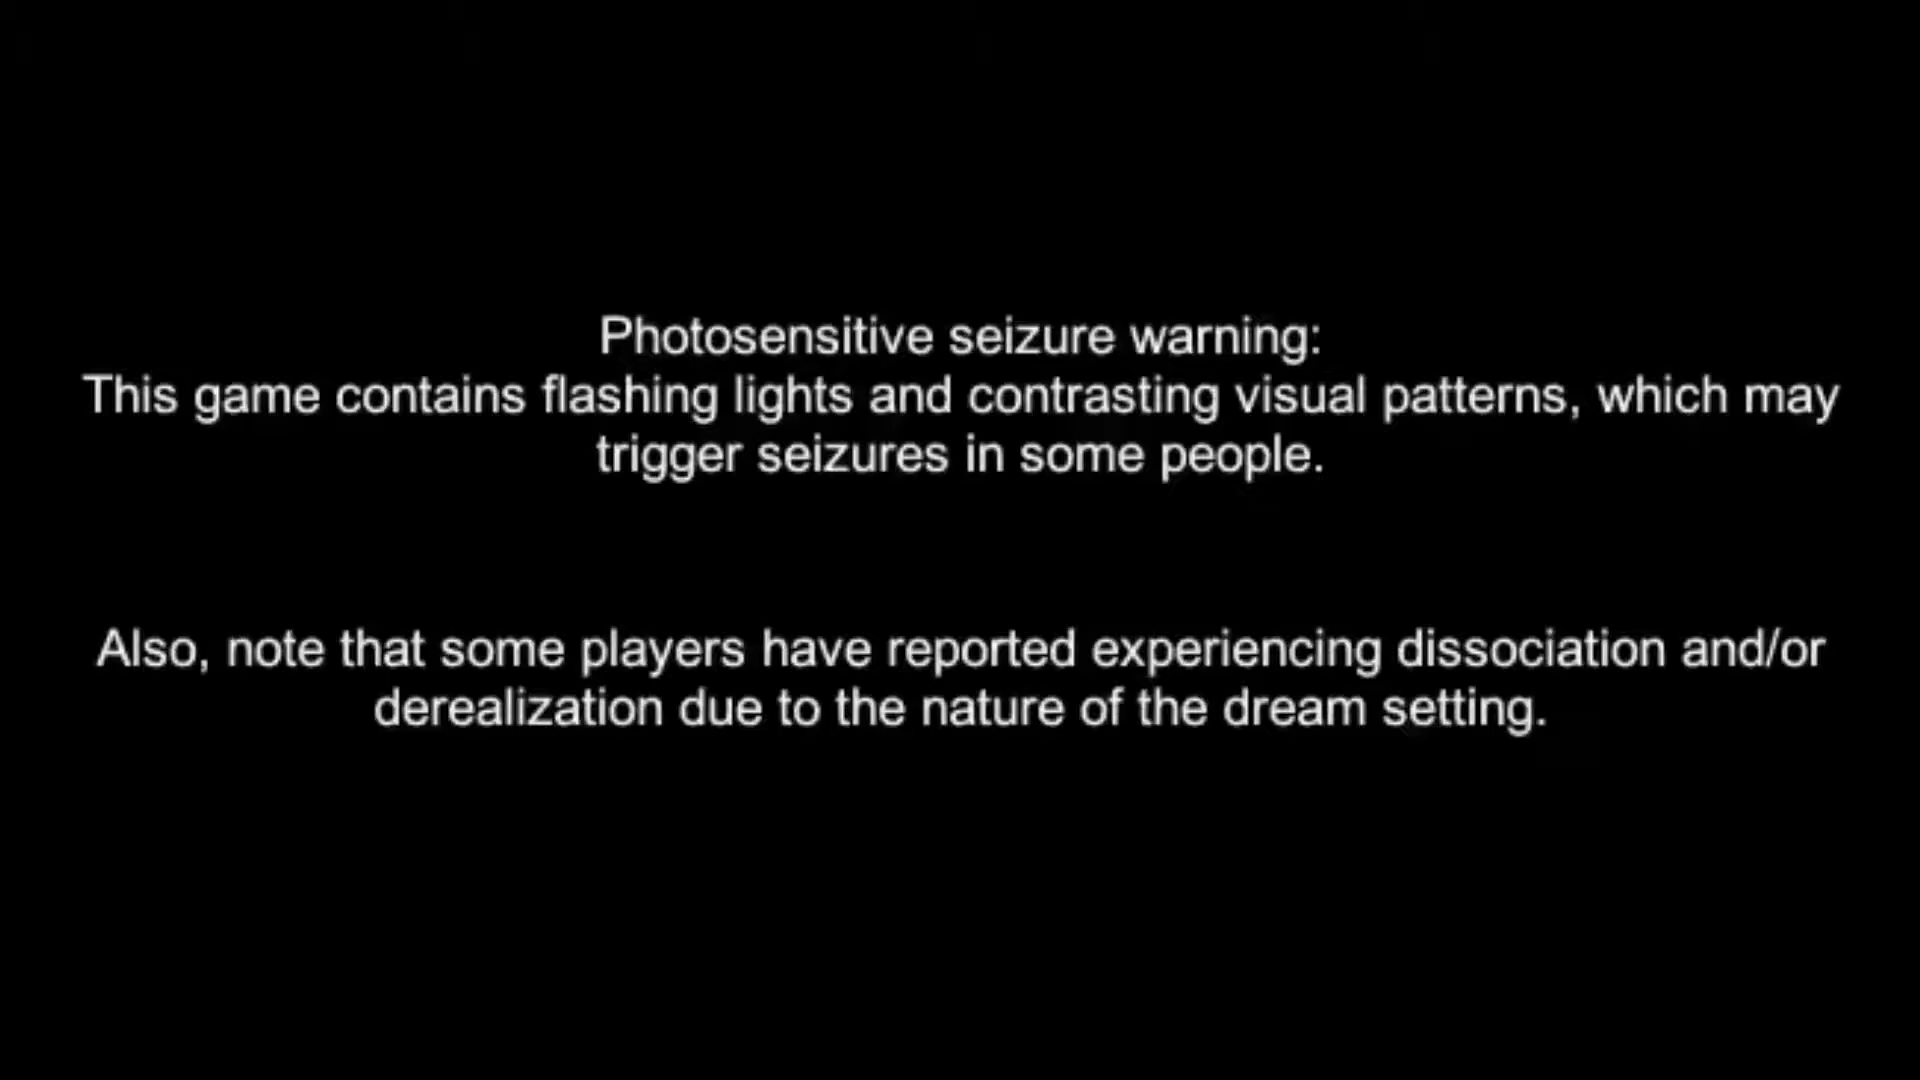 Photosensitive seizure warning:
This game contains flashing lights and contrasting visual patterns, which may
trigger seizures in some people.
Also, note that some players have reported experiencing dissociation and/or
derealization due to the nature of the dream setting.